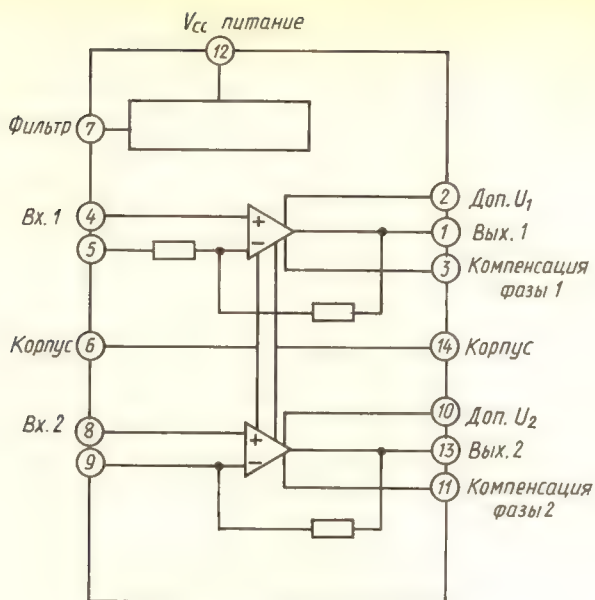 V_CC питание
12
Фильтр 7
2 Доп. U₁
Вх. 1 4
+
1 Вых. 1
5
−
3 Компенсация
фазы 1
Корпус 6
14 Корпус
10 Доп. U₂
Вх. 2 8
+
13 Вых. 2
9
−
11 Компенсация
фазы 2